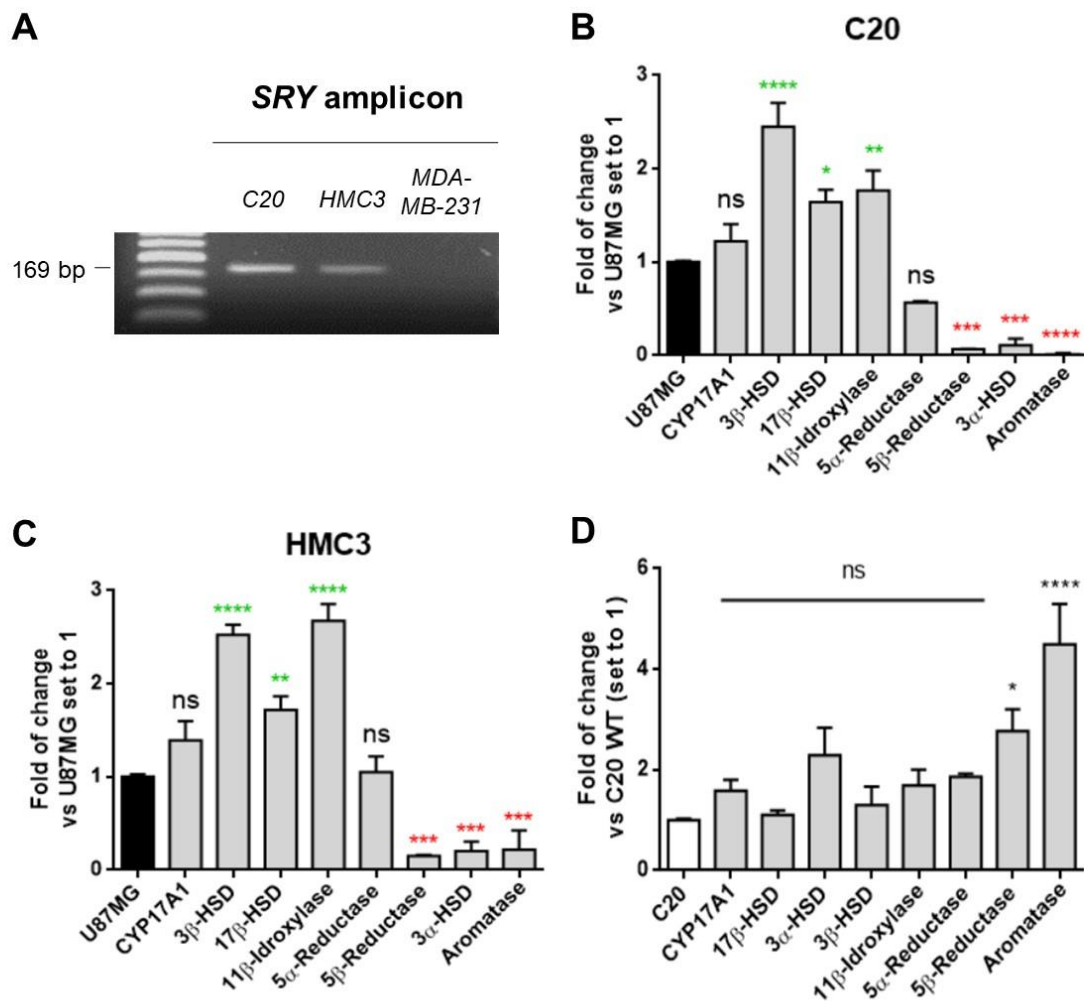 A
SRY amplicon
C20 HMC3 MDA-
MB-231
169 bp
B
C20
Fold of change
vs U87MG set to 1
3
2
1
0
ns
****
*
**
ns
***
***
****
U87MG
CYP17A1
3β-HSD
17β-HSD
11β-Idroxylase
5α-Reductase
5β-Reductase
3α-HSD
Aromatase
C
HMC3
Fold of change
vs U87MG set to 1
3
2
1
0
ns
****
**
****
ns
***
***
***
U87MG
CYP17A1
3β-HSD
17β-HSD
11β-Idroxylase
5α-Reductase
5β-Reductase
3α-HSD
Aromatase
D
Fold of change
vs C20 WT (set to 1)
6
4
2
0
ns
*
****
C20
CYP17A1
17β-HSD
3α-HSD
3β-HSD
11β-Idroxylase
5α-Reductase
5β-Reductase
Aromatase